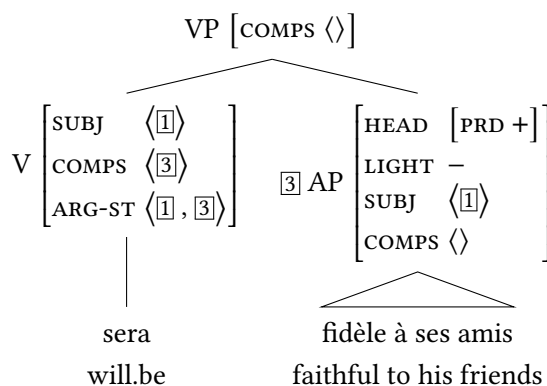 VP [COMPS ⟨⟩]
V [SUBJ ⟨[1]⟩
COMPS ⟨[3]⟩
ARG-ST ⟨[1] , [3]⟩]
[3] AP [HEAD [PRD +]
LIGHT −
SUBJ ⟨[1]⟩
COMPS ⟨⟩]
sera
will.be
fidèle à ses amis
faithful to his friends